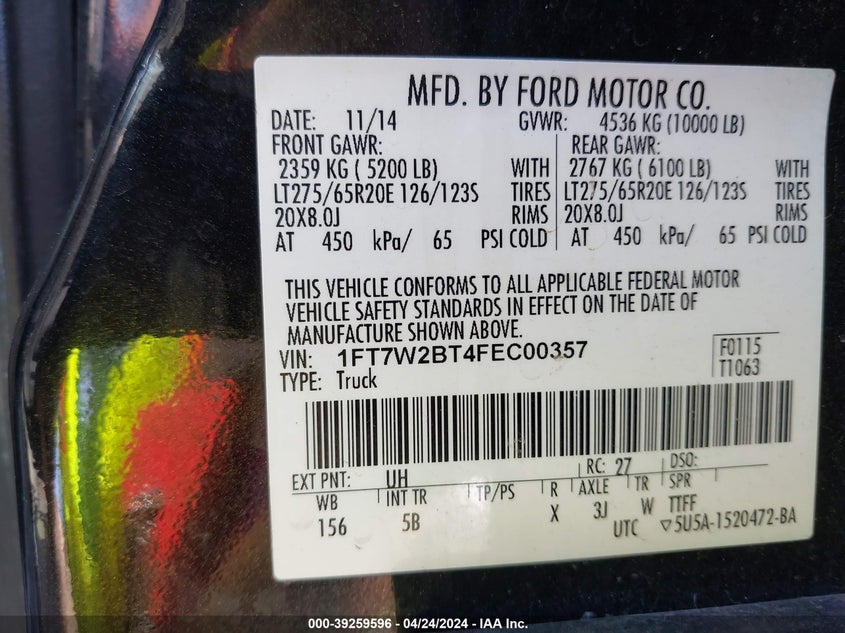 MFD. BY FORD MOTOR CO.
DATE: 11/14 GVWR: 4536 KG (10000 LB)
FRONT GAWR: REAR GAWR:
2359 KG ( 5200 LB) WITH 2767 KG ( 6100 LB) WITH
LT275/65R20E 126/123S TIRES LT275/65R20E 126/123S TIRES
20X8.0J RIMS 20X8.0J RIMS
AT 450 kPa/ 65 PSI COLD AT 450 kPa/ 65 PSI COLD
THIS VEHICLE CONFORMS TO ALL APPLICABLE FEDERAL MOTOR
VEHICLE SAFETY STANDARDS IN EFFECT ON THE DATE OF
MANUFACTURE SHOWN ABOVE.
VIN: 1FT7W2BT4FEC00357 F0115
TYPE: Truck T1063
EXT PNT: UH RC: 27 DSO:
WB INT TR TP/PS R AXLE TR SPR
156 5B X 3J W TTFF
UTC ▽5U5A-1520472-BA
000-39259596 - 04/24/2024 - IAA Inc.